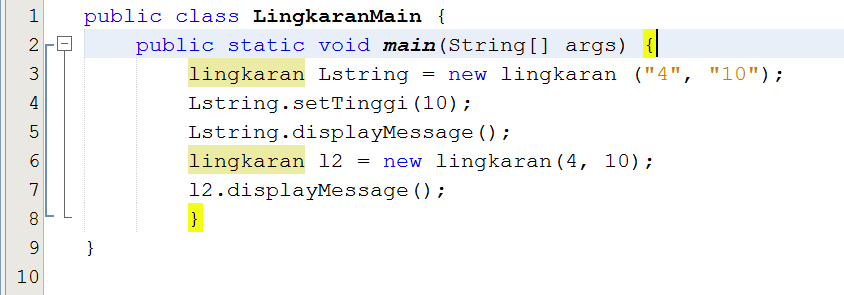 1 public class LingkaranMain {
2 public static void main(String[] args) {
3 lingkaran Lstring = new lingkaran ("4", "10");
4 Lstring.setTinggi(10);
5 Lstring.displayMessage();
6 lingkaran l2 = new lingkaran(4, 10);
7 l2.displayMessage();
8 }
9 }
10